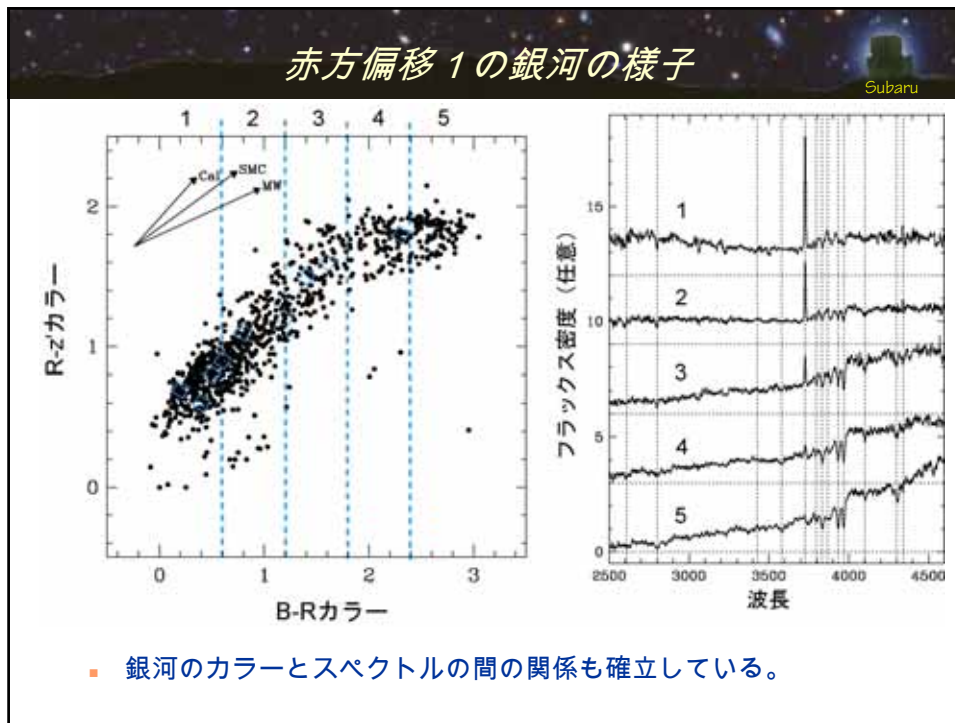 赤方偏移 1 の銀河の様子
Subaru
1 2 3 4 5
Cal
SMC
MW
R-z'カラー
2
1
0
0 1 2 3
B-Rカラー
フラックス密度（任意）
15
10
5
0
1
2
3
4
5
2500 3000 3500 4000 4500
波長
銀河のカラーとスペクトルの間の関係も確立している。